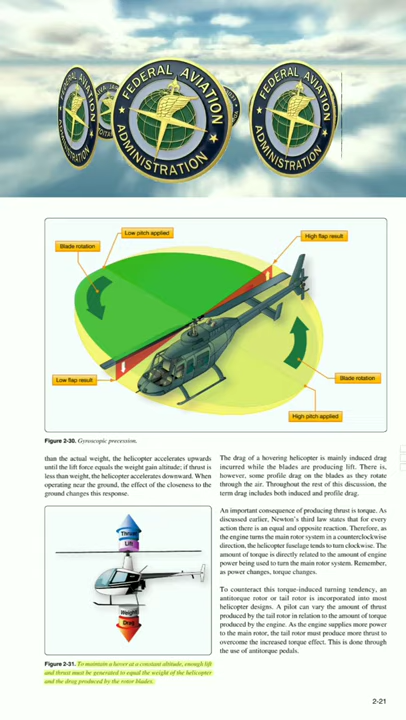 FEDERAL AVIATION
ADMINISTRATION
FEDERAL AVIATION
ADMINISTRATION
FEDERAL AVIATION
ADMINISTRATION
Low pitch applied
High flap result
Blade rotation
Low flap result
Blade rotation
High pitch applied
Figure 2-30. Gyroscopic precession.
than the actual weight, the helicopter accelerates upwards
until the lift force equals the weight gain altitude; if thrust is
less than weight, the helicopter accelerates downward. When
operating near the ground, the effect of the closeness to the
ground changes this response.
Thrust
Lift
Weight
Drag
Figure 2-31. To maintain a hover at a constant altitude, enough lift
and thrust must be generated to equal the weight of the helicopter
and the drag produced by the rotor blades.
The drag of a hovering helicopter is mainly induced drag
incurred while the blades are producing lift. There is,
however, some profile drag on the blades as they rotate
through the air. Throughout the rest of this discussion, the
term drag includes both induced and profile drag.
An important consequence of producing thrust is torque. As
discussed earlier, Newton's third law states that for every
action there is an equal and opposite reaction. Therefore, as
the engine turns the main rotor system in a counterclockwise
direction, the helicopter fuselage tends to turn clockwise. The
amount of torque is directly related to the amount of engine
power being used to turn the main rotor system. Remember,
as power changes, torque changes.
To counteract this torque-induced turning tendency, an
antitorque rotor or tail rotor is incorporated into most
helicopter designs. A pilot can vary the amount of thrust
produced by the tail rotor in relation to the amount of torque
produced by the engine. As the engine supplies more power
to the main rotor, the tail rotor must produce more thrust to
overcome the increased torque effect. This is done through
the use of antitorque pedals.
2-21